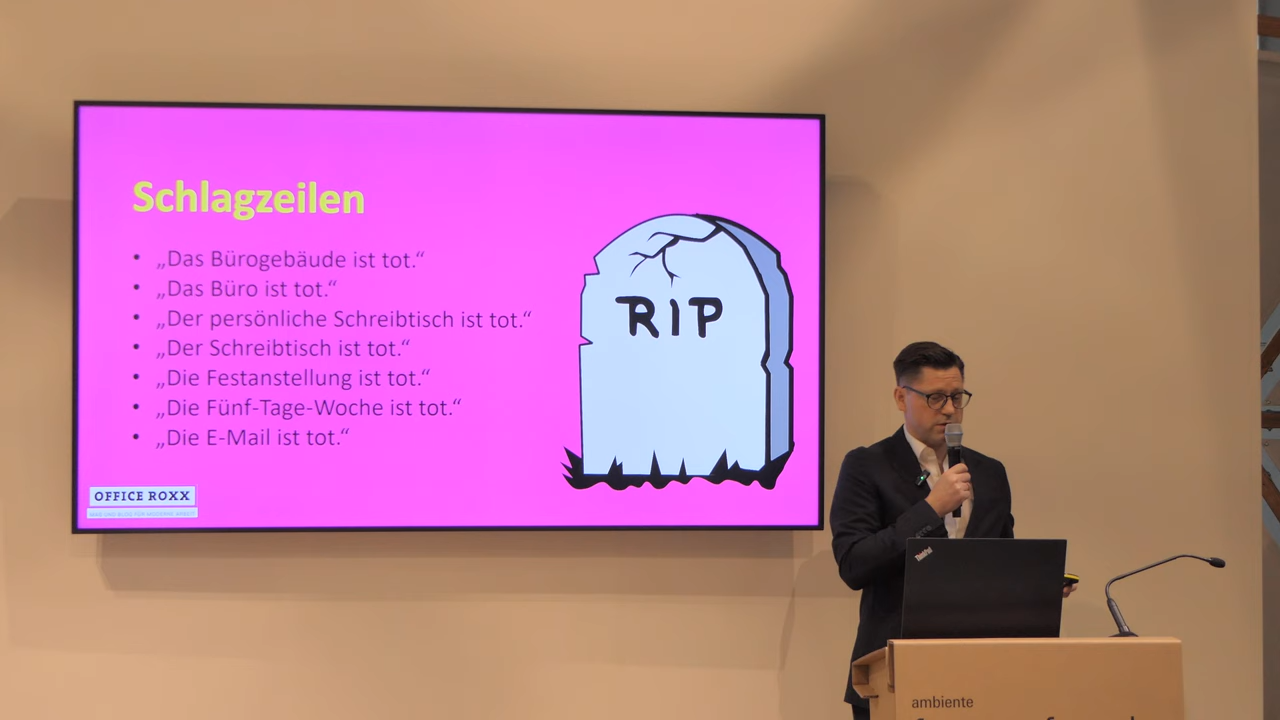 Schlagzeilen
• „Das Bürogebäude ist tot.“
• „Das Büro ist tot.“
• „Der persönliche Schreibtisch ist tot.“
• „Der Schreibtisch ist tot.“
• „Die Festanstellung ist tot.“
• „Die Fünf-Tage-Woche ist tot.“
• „Die E-Mail ist tot.“
RIP
OFFICE ROXX
ThinkPad
ambiente